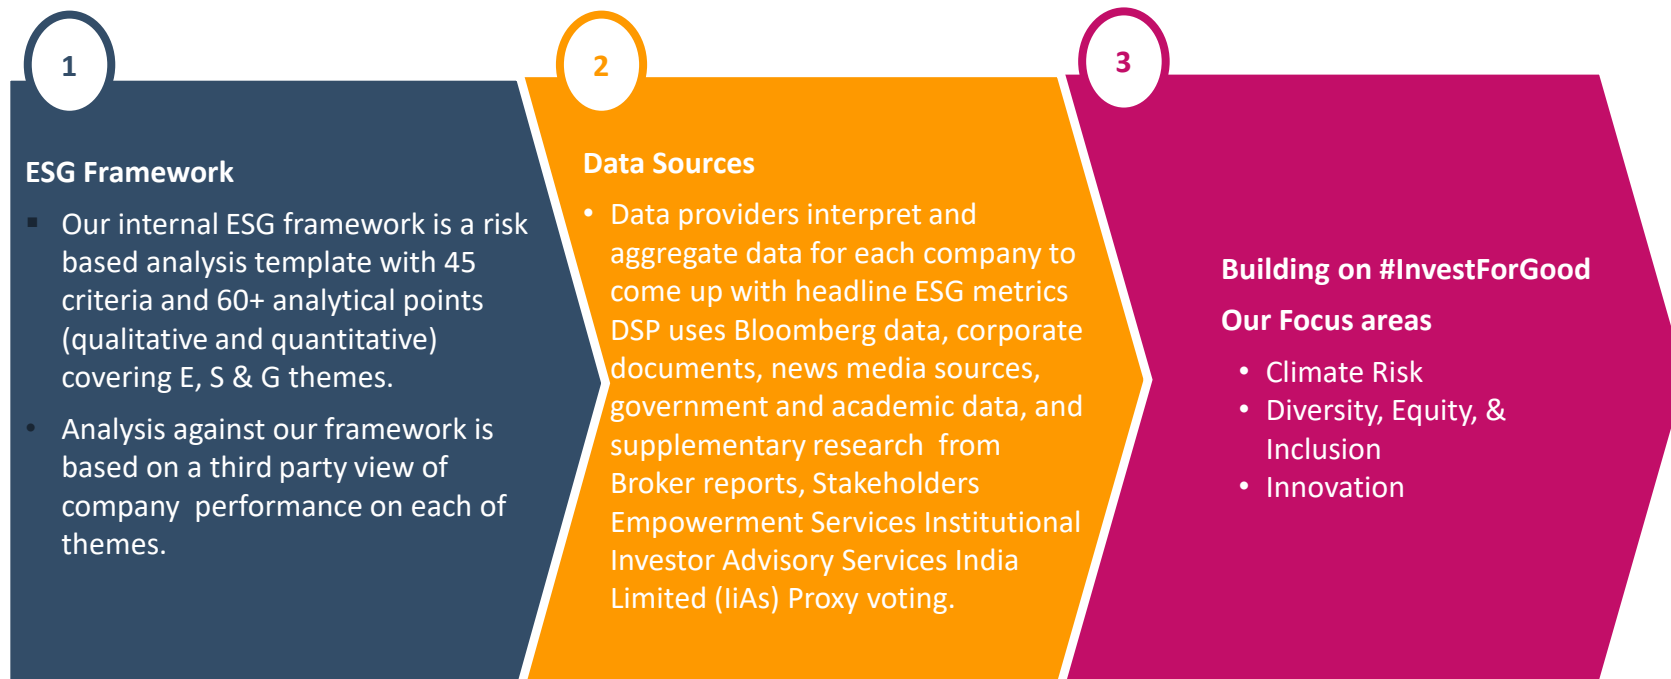 1
ESG Framework
▪ Our internal ESG framework is a risk
based analysis template with 45
criteria and 60+ analytical points
(qualitative and quantitative)
covering E, S & G themes.
• Analysis against our framework is
based on a third party view of
company performance on each of
themes.
2
Data Sources
• Data providers interpret and
aggregate data for each company to
come up with headline ESG metrics
DSP uses Bloomberg data, corporate
documents, news media sources,
government and academic data, and
supplementary research from
Broker reports, Stakeholders
Empowerment Services Institutional
Investor Advisory Services India
Limited (IiAs) Proxy voting.
3
Building on #InvestForGood
Our Focus areas
• Climate Risk
• Diversity, Equity, &
Inclusion
• Innovation